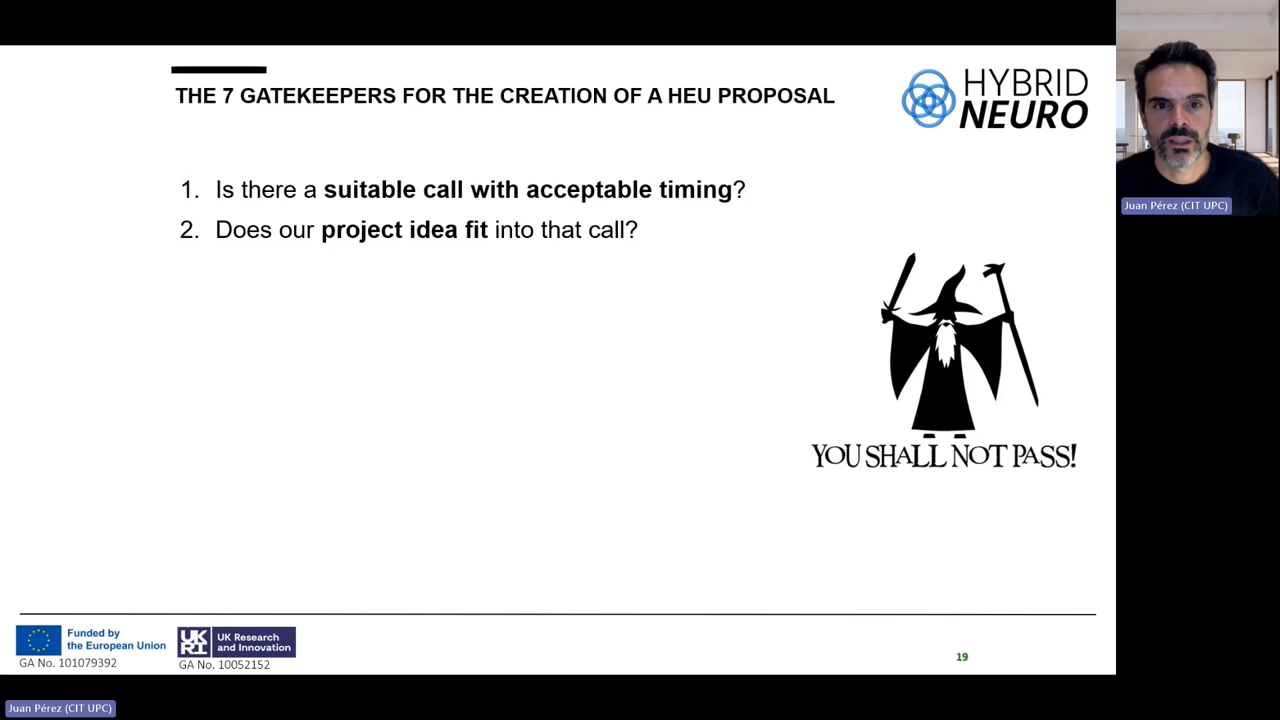 THE 7 GATEKEEPERS FOR THE CREATION OF A HEU PROPOSAL
HYBRID
NEURO
1. Is there a suitable call with acceptable timing?
2. Does our project idea fit into that call?
YOU SHALL NOT PASS!
Juan Pérez (CIT UPC)
Funded by
the European Union
GA No. 101079392
UK
RI
UK Research
and Innovation
GA No. 10052152
19
Juan Pérez (CIT UPC)